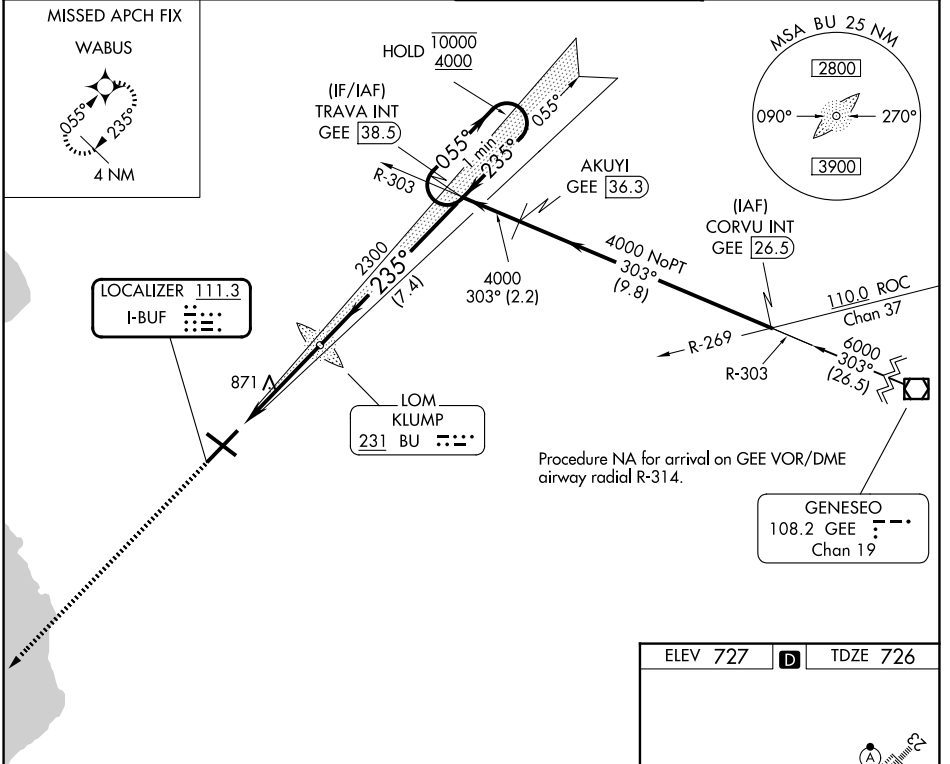 MISSED APCH FIX
WABUS
055°
235°
4 NM
HOLD
10000
4000
(IF/IAF)
TRAVA INT
GEE 38.5
055°
1 min
235°
055°
R-303
MSA BU 25 NM
2800
090°
270°
3900
AKUYI
GEE 36.3
(IAF)
CORVU INT
GEE 26.5
4000 NoPT
303°
(9.8)
4000
303° (2.2)
2300
235°
(7.4)
110.0 ROC
Chan 37
R-269
R-303
6000
303°
(26.5)
LOCALIZER 111.3
I-BUF
871
LOM
KLUMP
231 BU
Procedure NA for arrival on GEE VOR/DME
airway radial R-314.
GENESEO
108.2 GEE
Chan 19
ELEV 727 D TDZE 726
A
23